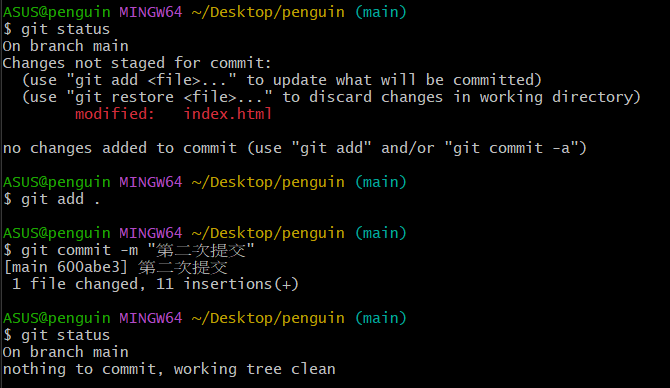 ASUS@penguin MINGW64 ~/Desktop/penguin (main)
$ git status
On branch main
Changes not staged for commit:
  (use "git add <file>..." to update what will be committed)
  (use "git restore <file>..." to discard changes in working directory)
        modified:   index.html

no changes added to commit (use "git add" and/or "git commit -a")

ASUS@penguin MINGW64 ~/Desktop/penguin (main)
$ git add .

ASUS@penguin MINGW64 ~/Desktop/penguin (main)
$ git commit -m "第二次提交"
[main 600abe3] 第二次提交
 1 file changed, 11 insertions(+)

ASUS@penguin MINGW64 ~/Desktop/penguin (main)
$ git status
On branch main
nothing to commit, working tree clean